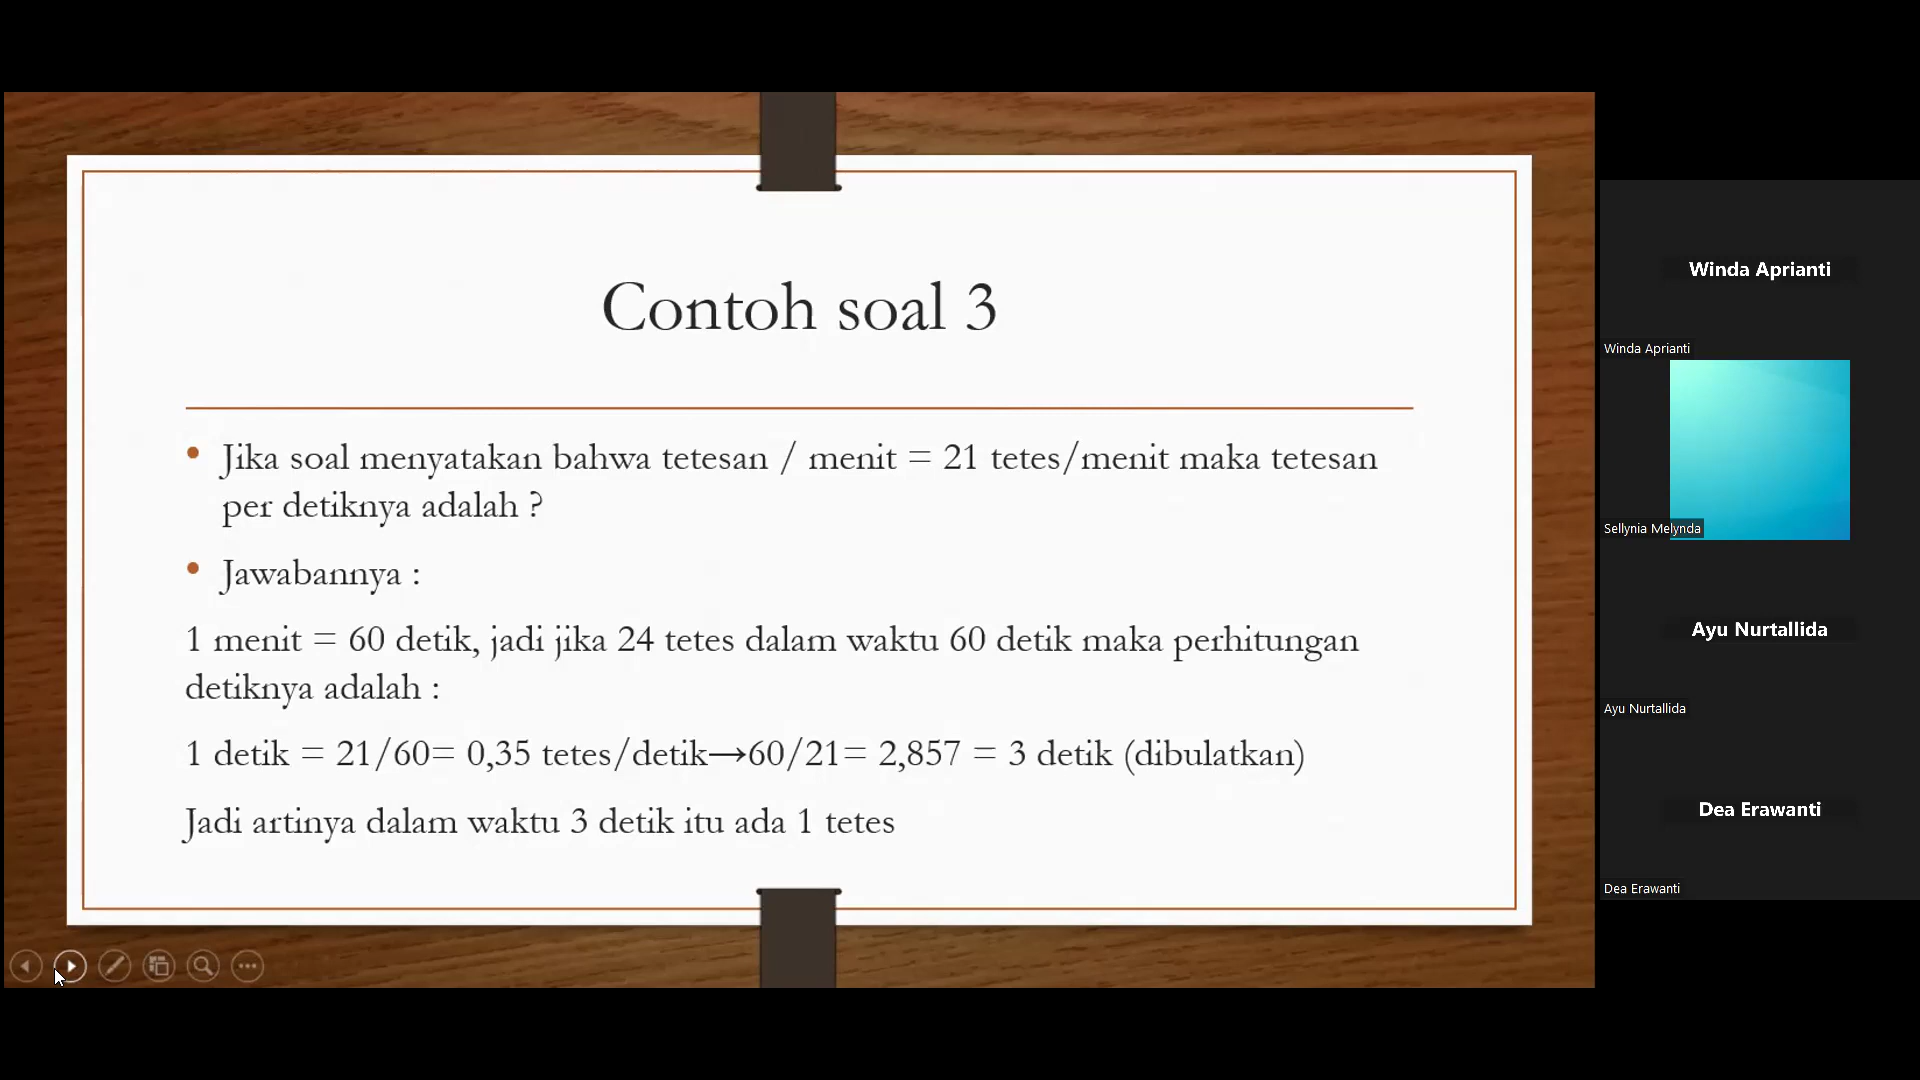 Contoh soal 3
• Jika soal menyatakan bahwa tetesan / menit = 21 tetes/menit maka tetesan
per detiknya adalah ?
• Jawabannya :
1 menit = 60 detik, jadi jika 24 tetes dalam waktu 60 detik maka perhitungan
detiknya adalah :
1 detik = 21/60= 0,35 tetes/detik→60/21= 2,857 = 3 detik (dibulatkan)
Jadi artinya dalam waktu 3 detik itu ada 1 tetes
Winda Aprianti
Winda Aprianti
Sellynia Melynda
Ayu Nurtallida
Ayu Nurtallida
Dea Erawanti
Dea Erawanti